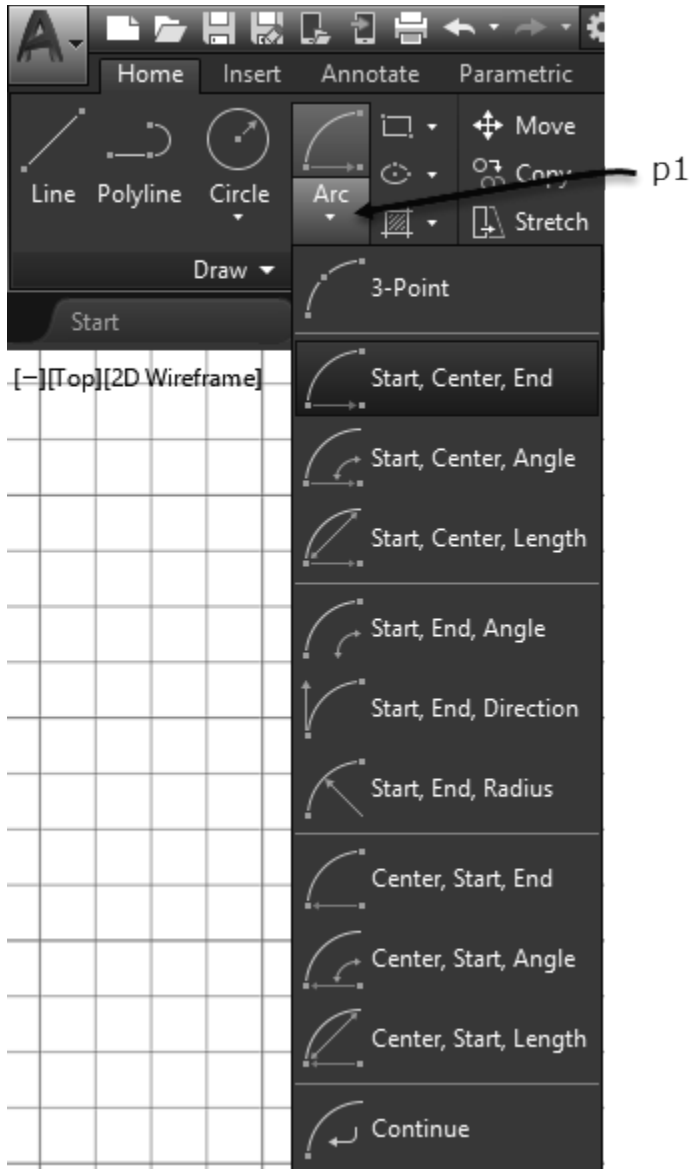 Home Insert Annotate Parametric
Move
Line Polyline Circle Arc Copy
p1
Stretch
Draw
3-Point
Start
[−][Top][2D Wireframe]
Start, Center, End
Start, Center, Angle
Start, Center, Length
Start, End, Angle
Start, End, Direction
Start, End, Radius
Center, Start, End
Center, Start, Angle
Center, Start, Length
Continue